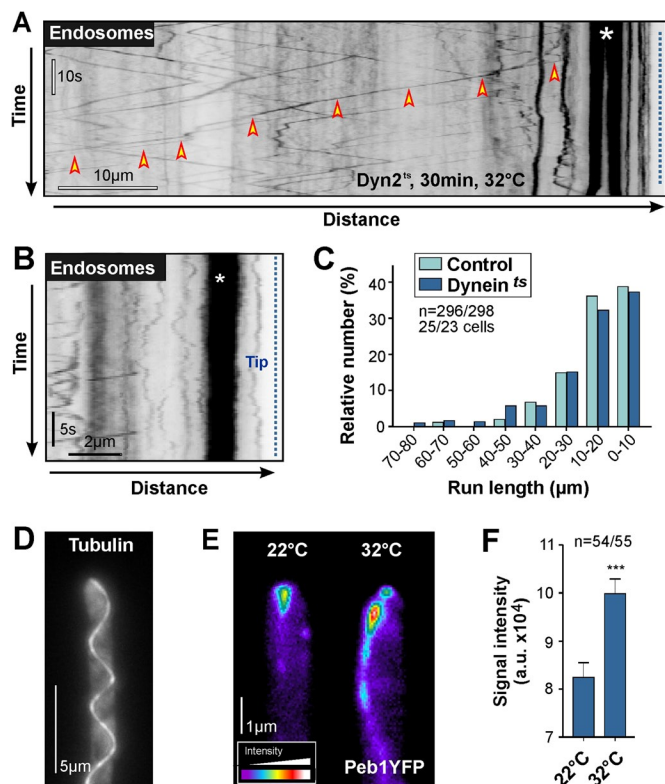 A
Endosomes
*
10s
Time
10µm
Dyn2ts, 30min, 32°C
Distance
B
Endosomes
*
Time
Tip
5s
2µm
Distance
C
Control
Dynein ts
n=296/298
25/23 cells
Relative number (%)
40
30
20
10
0
70-80
60-70
50-60
40-50
30-40
20-30
10-20
0-10
Run length (µm)
D
Tubulin
5µm
E
22°C
32°C
1µm
Intensity
Peb1YFP
F
n=54/55
***
Signal intensity
(a.u. x10⁴)
11
10
9
8
7
22°C
32°C